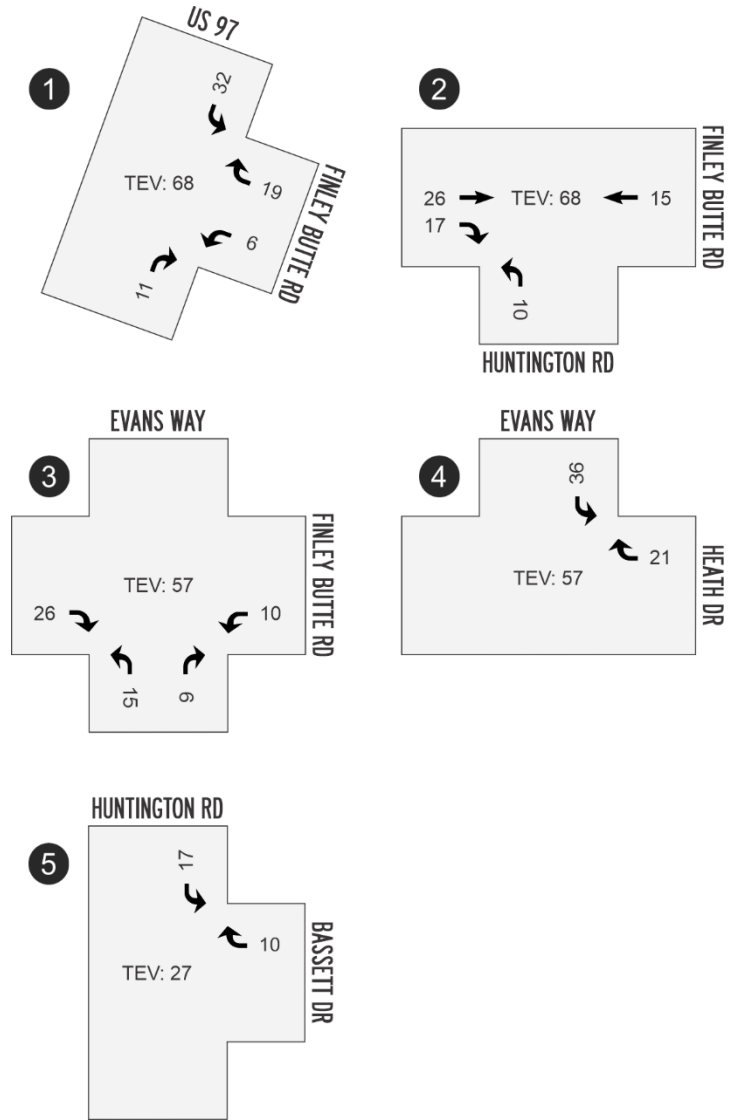 US 97
1
32
TEV: 68
19
6
11
FINLEY BUTTE RD
2
26
TEV: 68
15
17
10
FINLEY BUTTE RD
HUNTINGTON RD
EVANS WAY
3
TEV: 57
26
10
15
6
FINLEY BUTTE RD
EVANS WAY
4
36
21
TEV: 57
HEATH DR
HUNTINGTON RD
5
17
10
TEV: 27
BASSETT DR